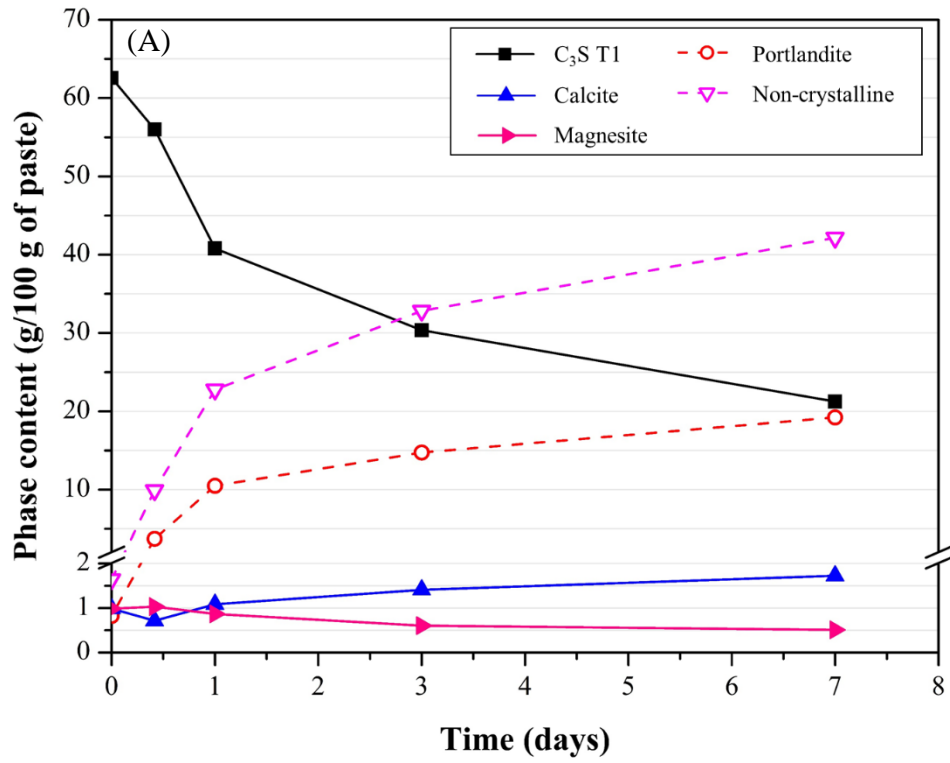 (A)
C₃S T1
Portlandite
Calcite
Non-crystalline
Magnesite
Phase content (g/100 g of paste)
70
60
50
40
30
20
10
2
1
0
0 1 2 3 4 5 6 7 8
Time (days)